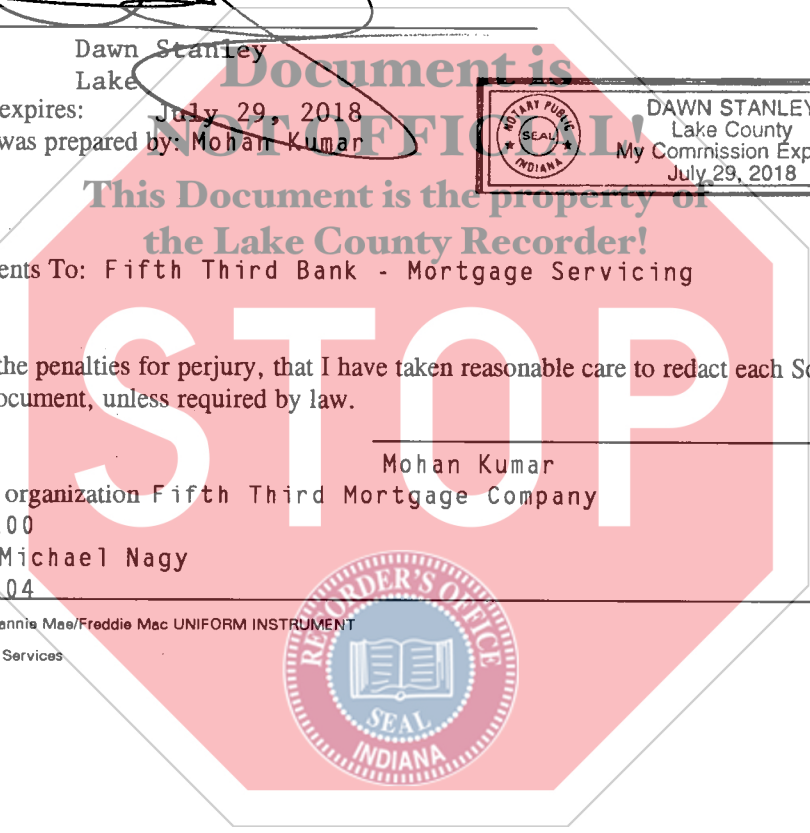 Dawn Stanley
Document is
Lake
expires: July 29, 2018
NOT OFFICIAL!
was prepared by: Mohan Kumar
NOTARY PUBLIC
SEAL
INDIANA
DAWN STANLEY
Lake County
My Commission Exp
July 29, 2018
This Document is the property of
the Lake County Recorder!
ents To: Fifth Third Bank - Mortgage Servicing
STOP
the penalties for perjury, that I have taken reasonable care to redact each So
ocument, unless required by law.
Mohan Kumar
organization Fifth Third Mortgage Company
00
Michael Nagy
04
annie Mae/Freddie Mac UNIFORM INSTRUMENT
Services
RECORDER'S OFFICE
SEAL
INDIANA